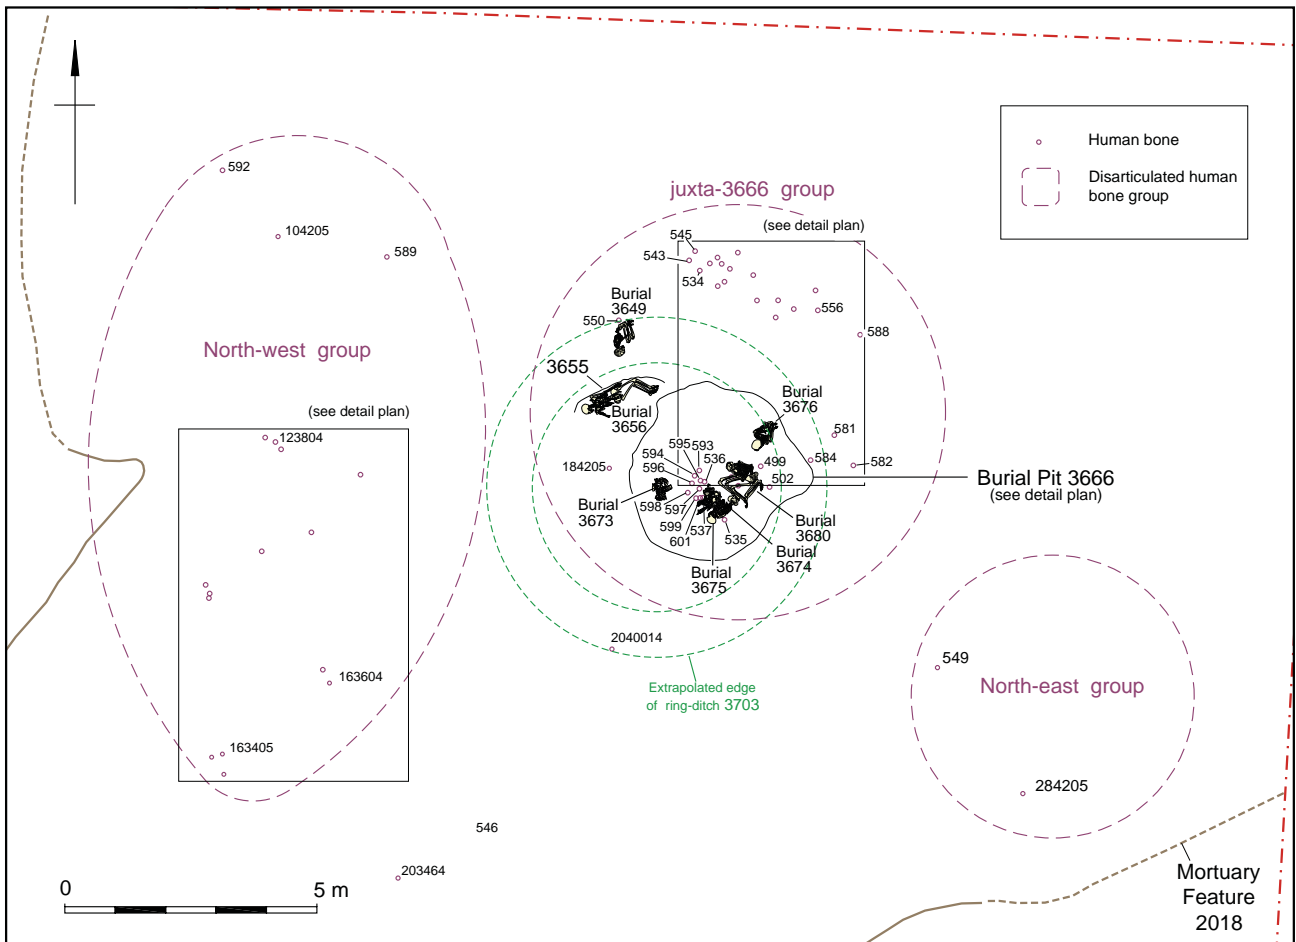 592
104205
589
North-west group
(see detail plan)
123804
163604
163405
546
203464
0
5 m
juxta-3666 group
(see detail plan)
545
543
534
556
588
Burial
3649
550
3655
Burial
3656
Burial
3676
581
584
582
595
593
594
536
596
499
502
184205
Burial
3673
598
597
599
601
537
535
Burial
3680
Burial
3674
Burial
3675
Burial Pit 3666
(see detail plan)
2040014
Extrapolated edge
of ring-ditch 3703
549
North-east group
284205
Mortuary
Feature
2018
Human bone
Disarticulated human
bone group